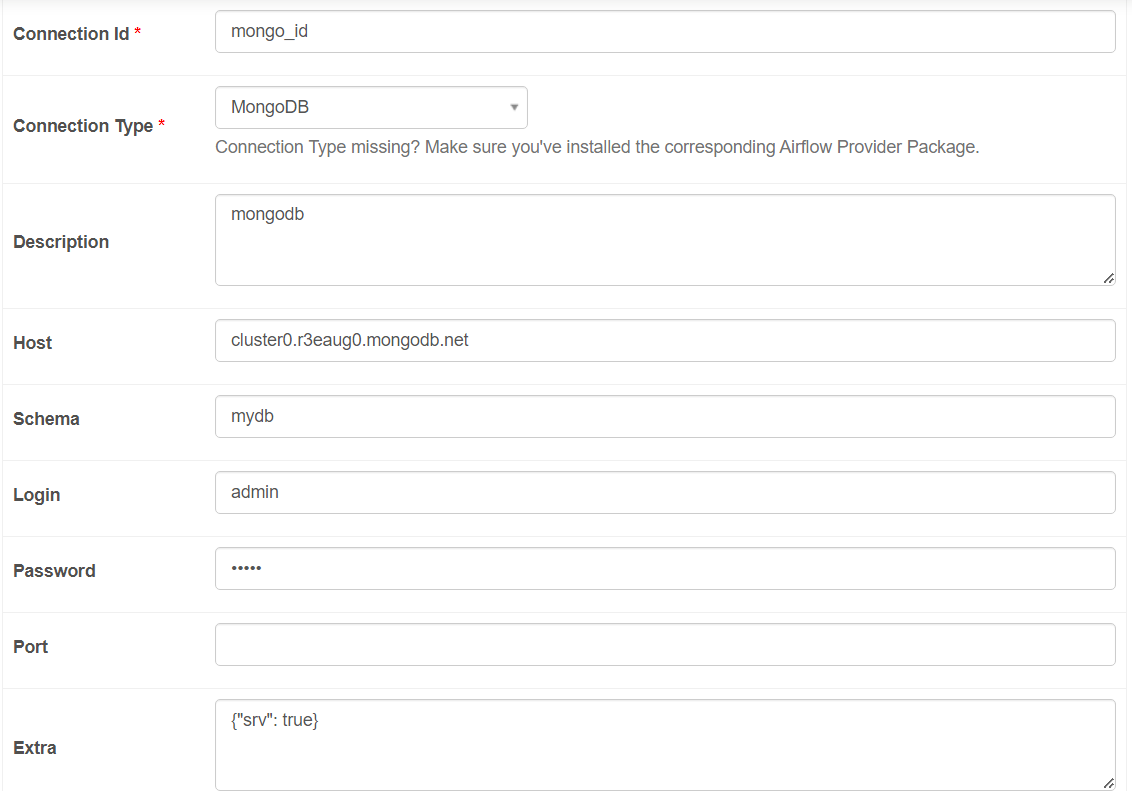 Connection Id *
mongo_id
Connection Type *
MongoDB
Connection Type missing? Make sure you've installed the corresponding Airflow Provider Package.
Description
mongodb
Host
cluster0.r3eaug0.mongodb.net
Schema
mydb
Login
admin
Password
•••••
Port
Extra
{"srv": true}